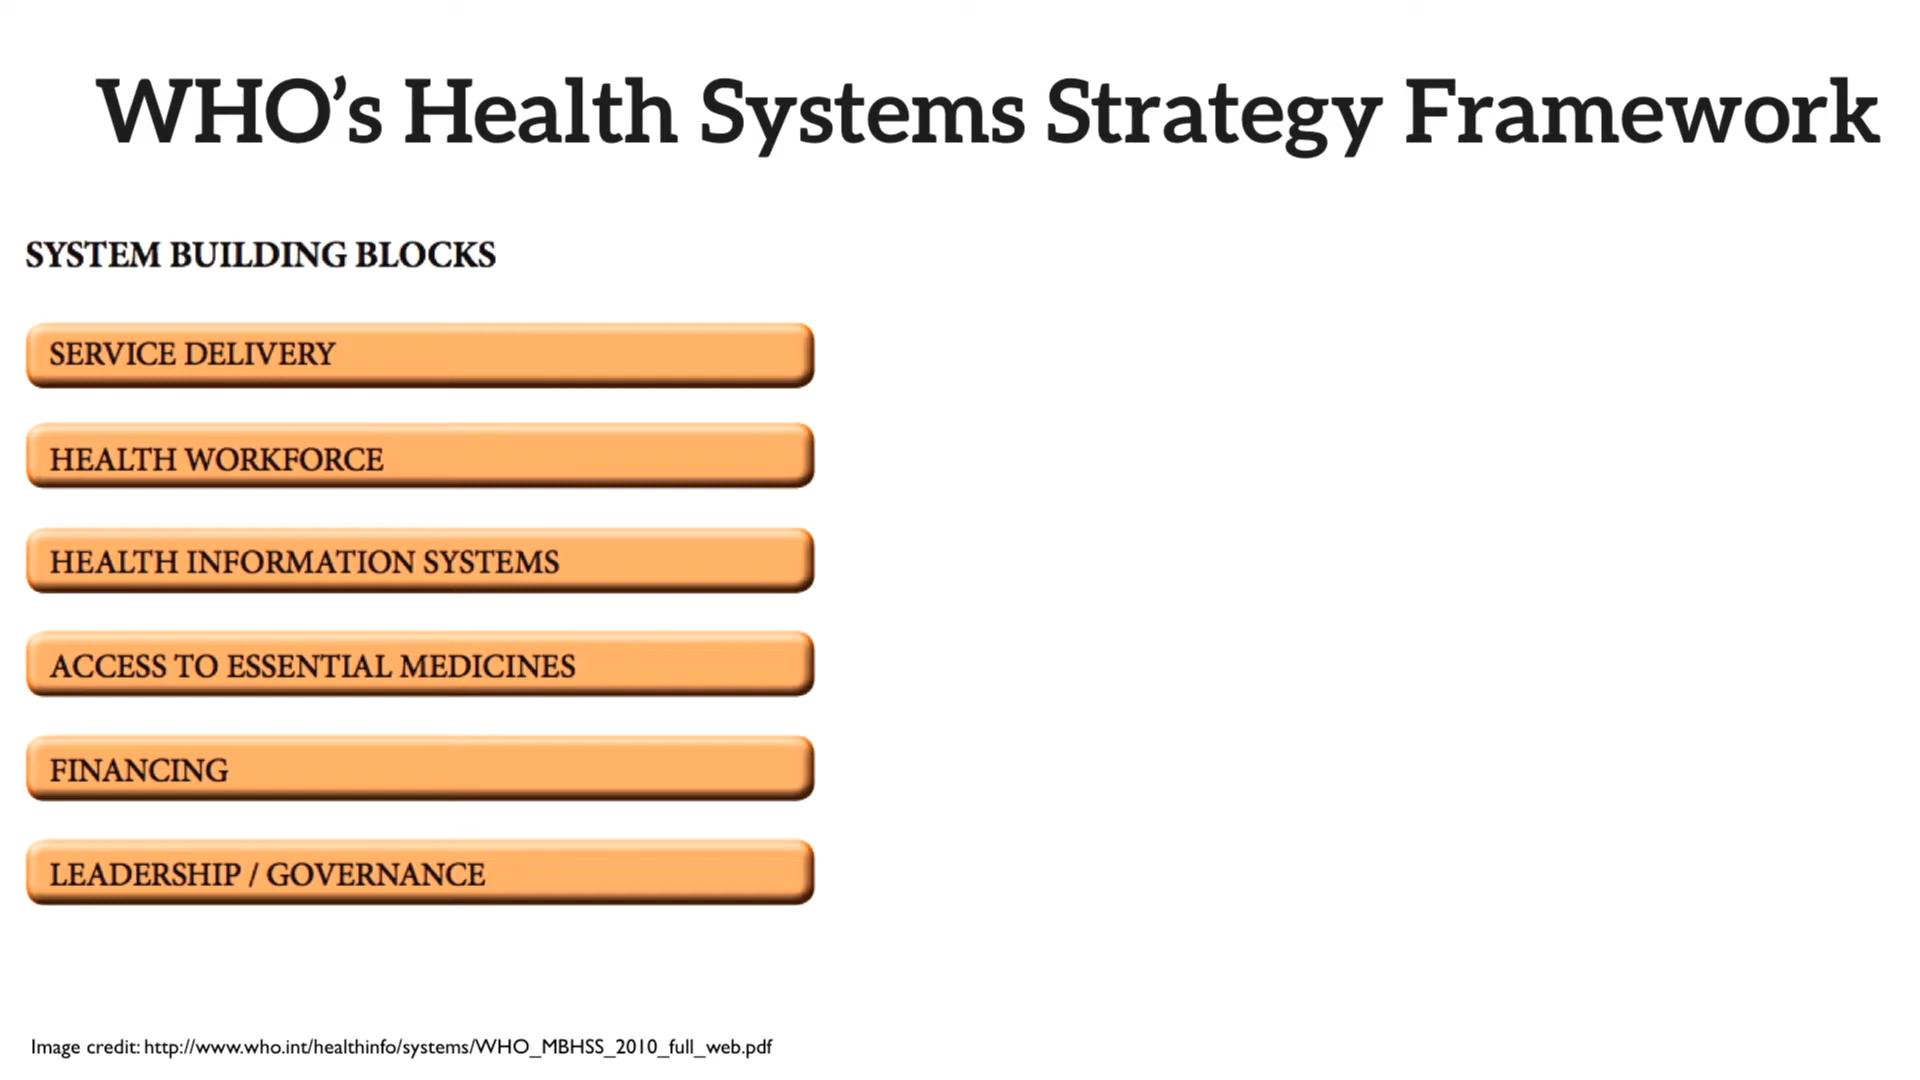 WHO’s Health Systems Strategy Framework
SYSTEM BUILDING BLOCKS
SERVICE DELIVERY
HEALTH WORKFORCE
HEALTH INFORMATION SYSTEMS
ACCESS TO ESSENTIAL MEDICINES
FINANCING
LEADERSHIP / GOVERNANCE
Image credit: http://www.who.int/healthinfo/systems/WHO_MBHSS_2010_full_web.pdf